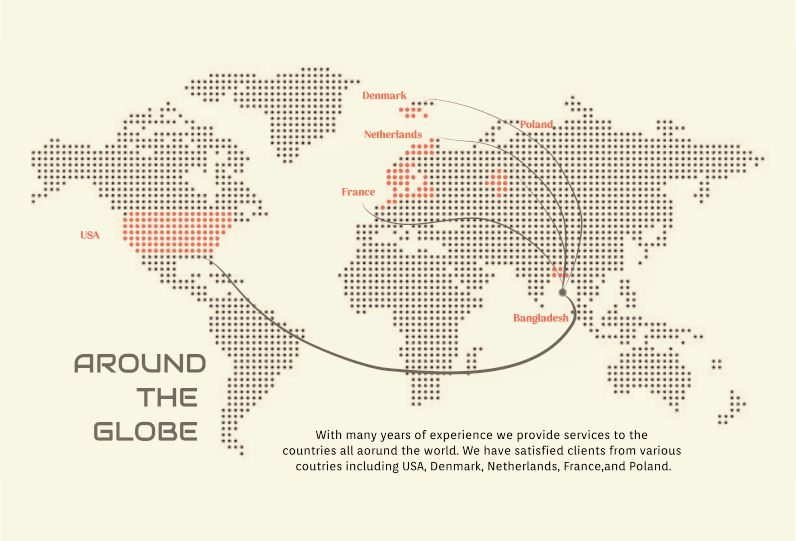 Denmark
Poland
Netherlands
France
USA
Bangladesh
AROUND
THE
GLOBE
With many years of experience we provide services to the
countries all aorund the world. We have satisfied clients from various
coutries including USA, Denmark, Netherlands, France,and Poland.